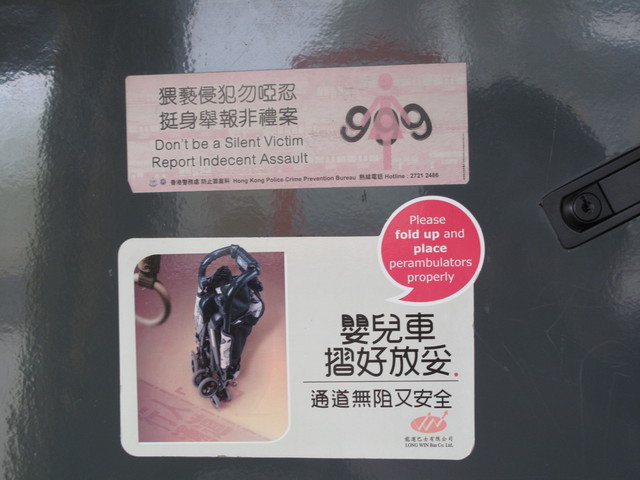 猥褻侵犯勿啞忍
挺身舉報非禮案
Don't be a Silent Victim
Report Indecent Assault
999
香港警務處 防止罪案科 Hong Kong Police Crime Prevention Bureau 熱線電話 Hotline : 2721 2486
Please
fold up and
place
perambulators
properly
嬰兒車
摺好放妥.
通道無阻又安全
龍運巴士有限公司
LONG WIN Bus Co. Ltd.